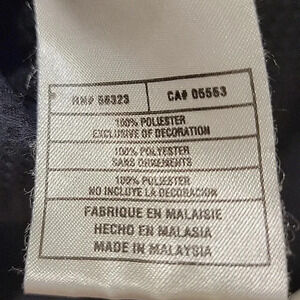 RN# 56323 CA# 05553
100% POLIESTER
EXCLUSIVE OF DECORATION
100% POLYESTER
SANS ORNEMENTS
100% POLIESTER
NO INCLUYE LA DECORACION
FABRIQUE EN MALAISIE
HECHO EN MALASIA
MADE IN MALAYSIA